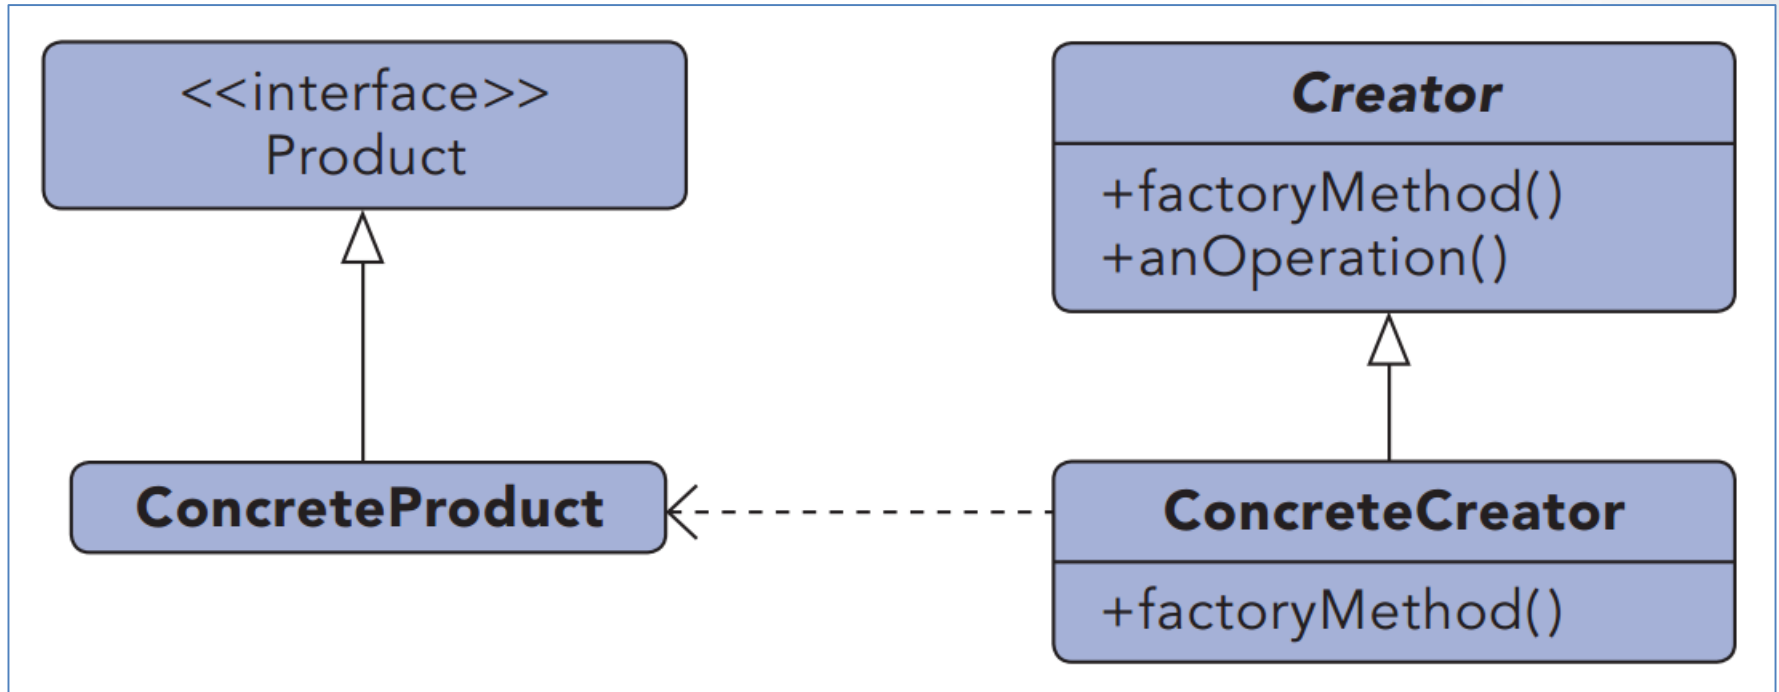 <<interface>>
Product
Creator
+factoryMethod()
+anOperation()
ConcreteProduct
ConcreteCreator
+factoryMethod()